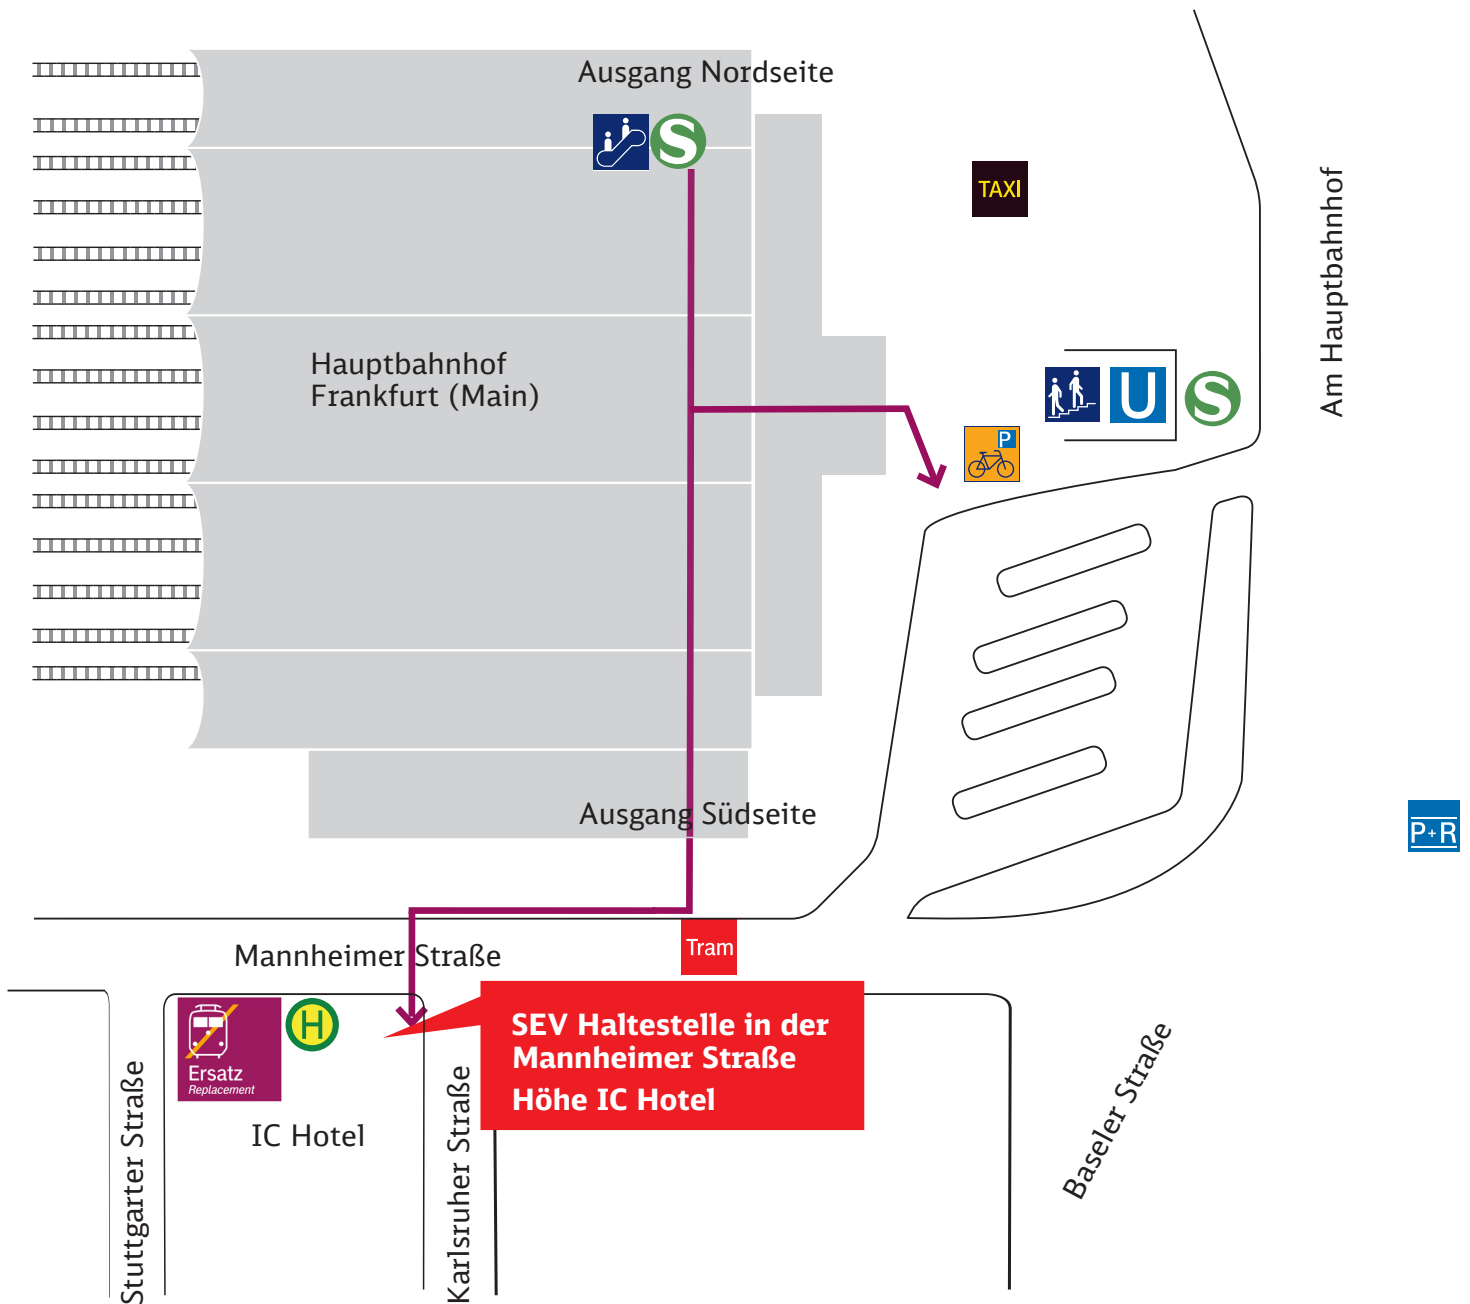 Ausgang Nordseite
S
TAXI
Am Hauptbahnhof
Hauptbahnhof
Frankfurt (Main)
U
S
P
Ausgang Südseite
P+R
Mannheimer Straße
Tram
H
Ersatz
Replacement
SEV Haltestelle in der
Mannheimer Straße
Höhe IC Hotel
IC Hotel
Stuttgarter Straße
Karlsruher Straße
Baseler Straße